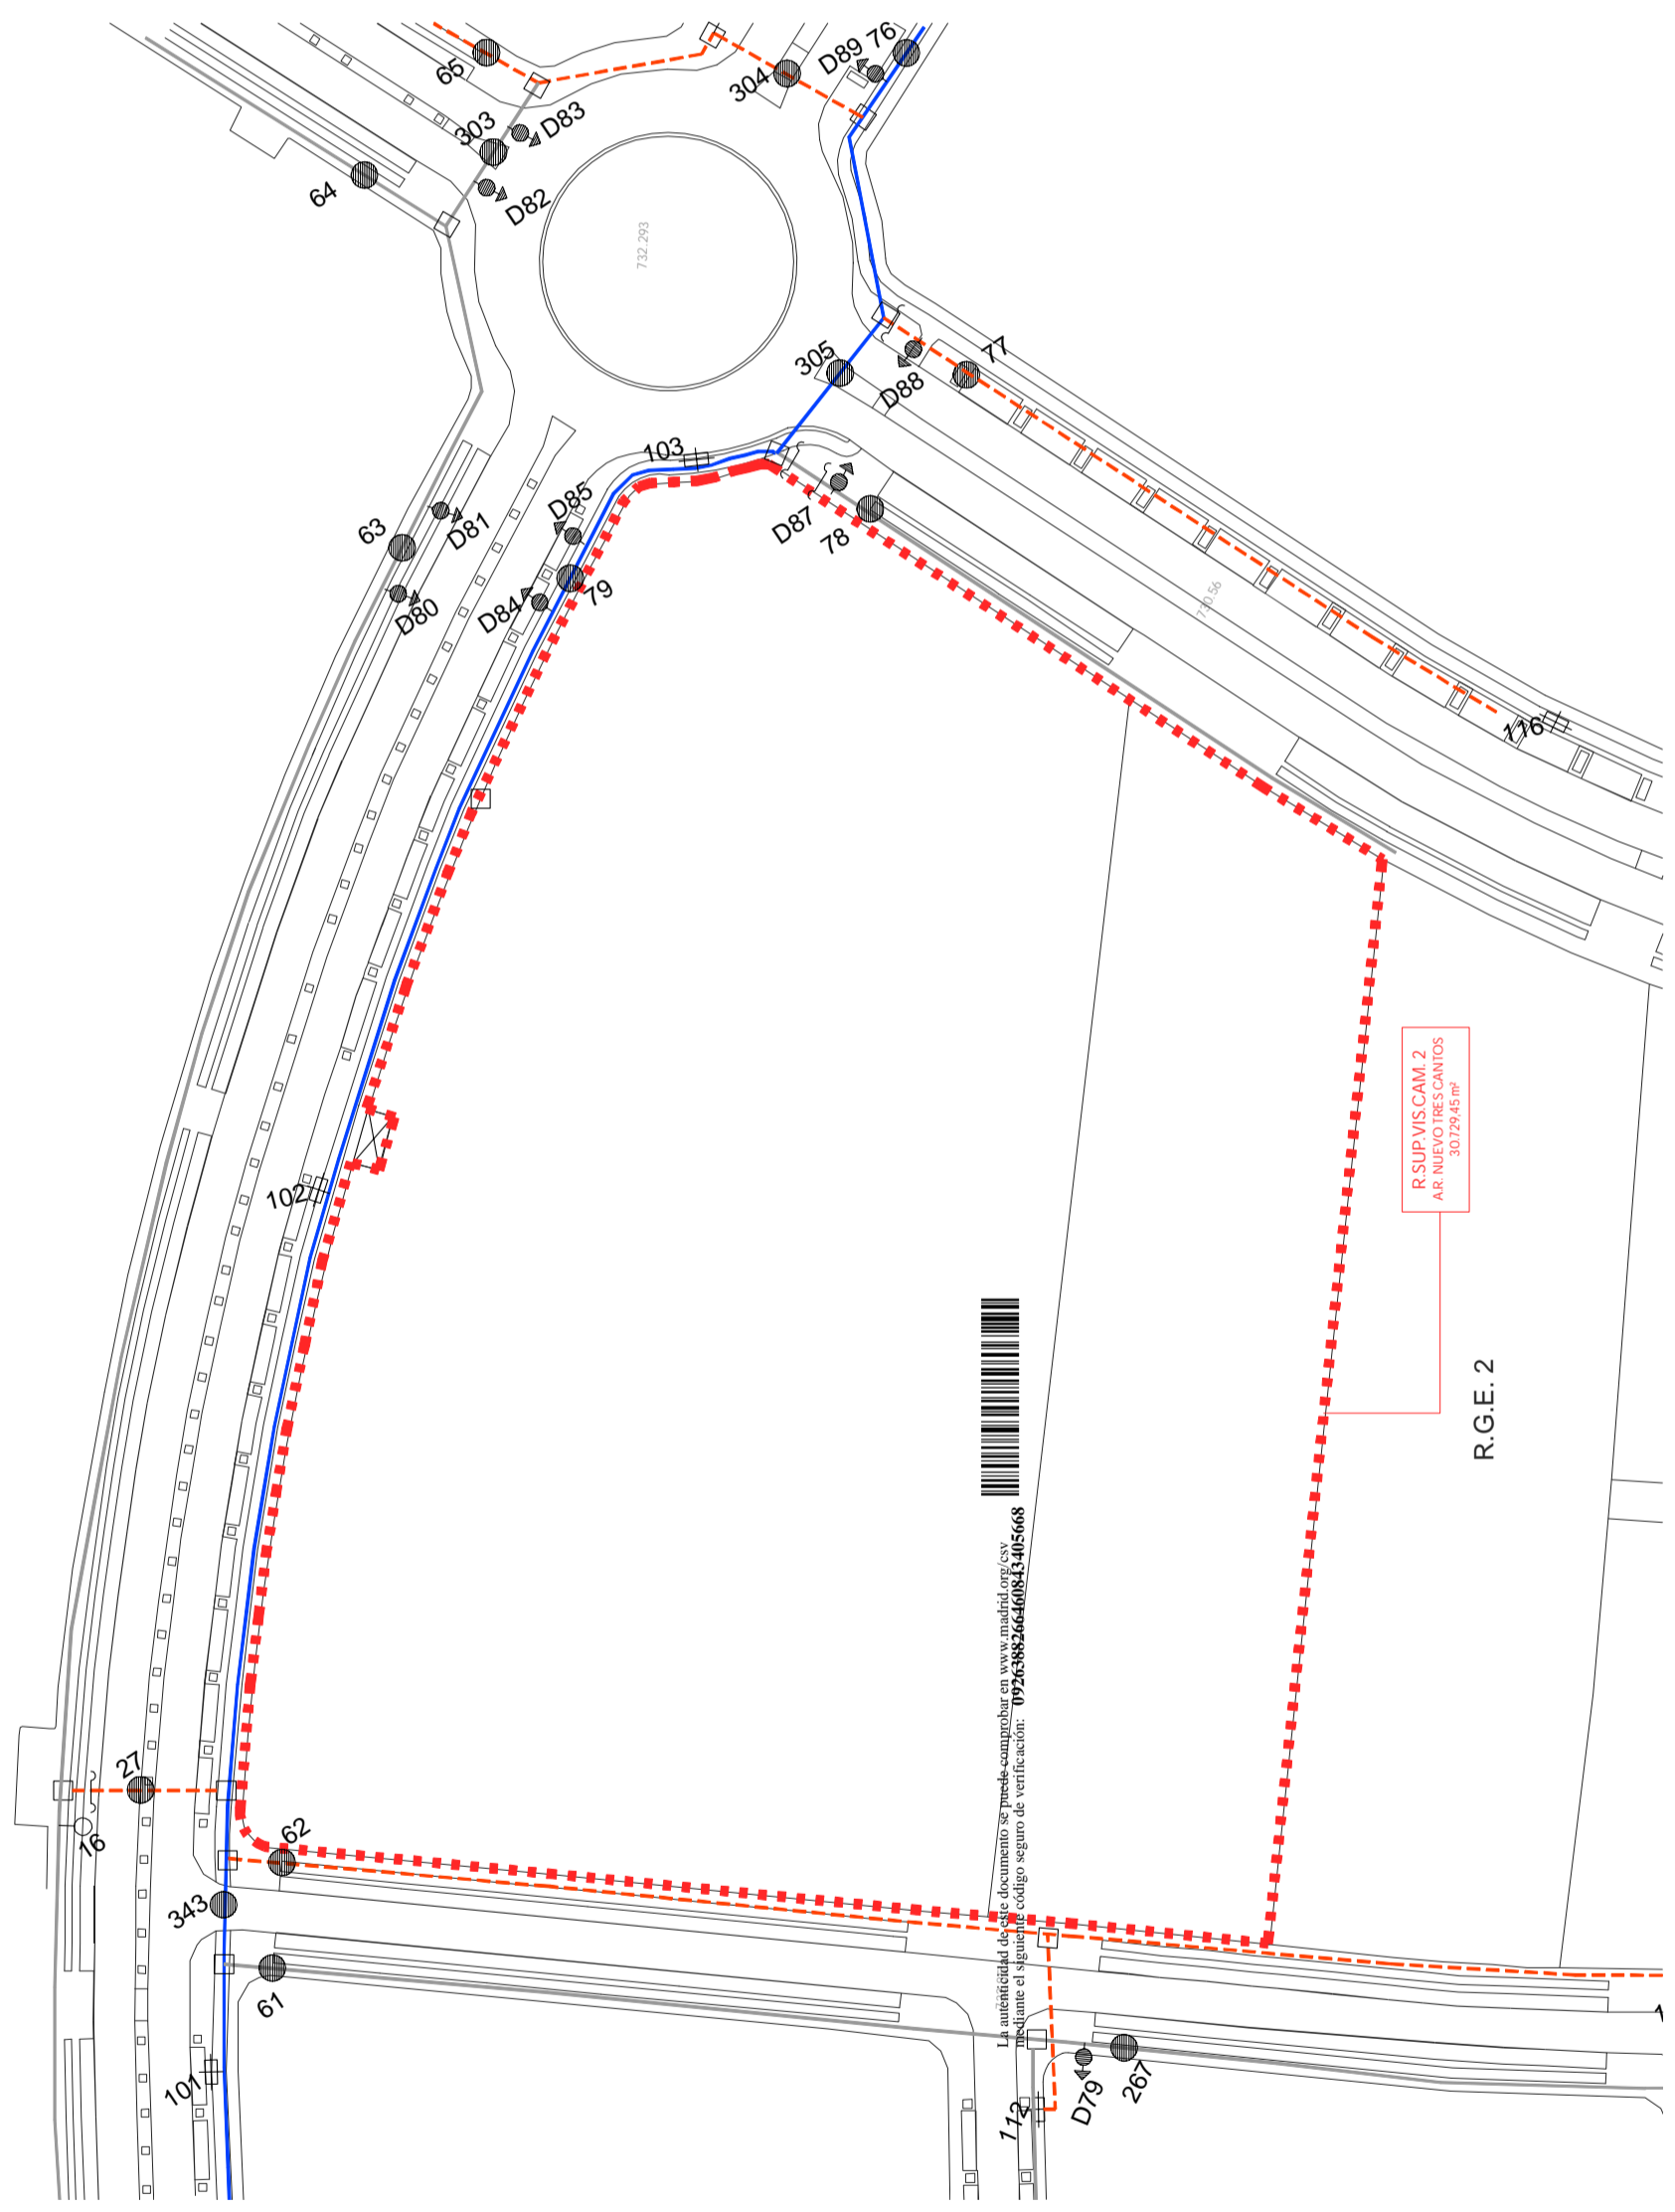 65
303
D83
64
D82
732.293
304
D89
76
305
D88
77
103
D85
63
D81
D80
D84
79
D87
78
730.56
116
102
R.SUP.VIS.CAM. 2
A.R. NUEVO TRES CANTOS
30.729,45 m²
R.G.E. 2
La autenticidad de este documento se puede comprobar en www.madrid.org/csv
mediante el siguiente código seguro de verificación: 0926388266460843405668
27
16
62
343
61
101
112
D79
267
1